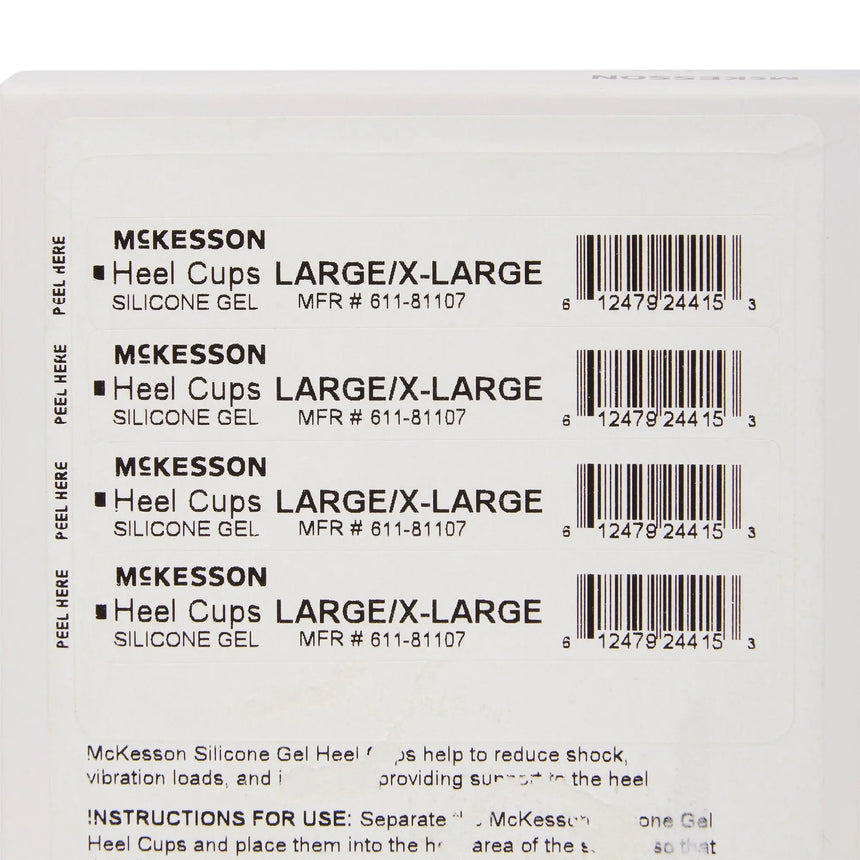 McKESSON
McKESSON
Heel Cups LARGE/X-LARGE
SILICONE GEL MFR # 611-81107
6 12479 24415 3
PEEL HERE
McKESSON
Heel Cups LARGE/X-LARGE
SILICONE GEL MFR # 611-81107
6 12479 24415 3
PEEL HERE
McKESSON
Heel Cups LARGE/X-LARGE
SILICONE GEL MFR # 611-81107
6 12479 24415 3
PEEL HERE
McKESSON
Heel Cups LARGE/X-LARGE
SILICONE GEL MFR # 611-81107
6 12479 24415 3
PEEL HERE
McKesson Silicone Gel Heel help to reduce shock,
vibration loads, and providing the heel
INSTRUCTIONS FOR USE: Separate McKesson Gel
Heel Cups and place them into the area of the so that